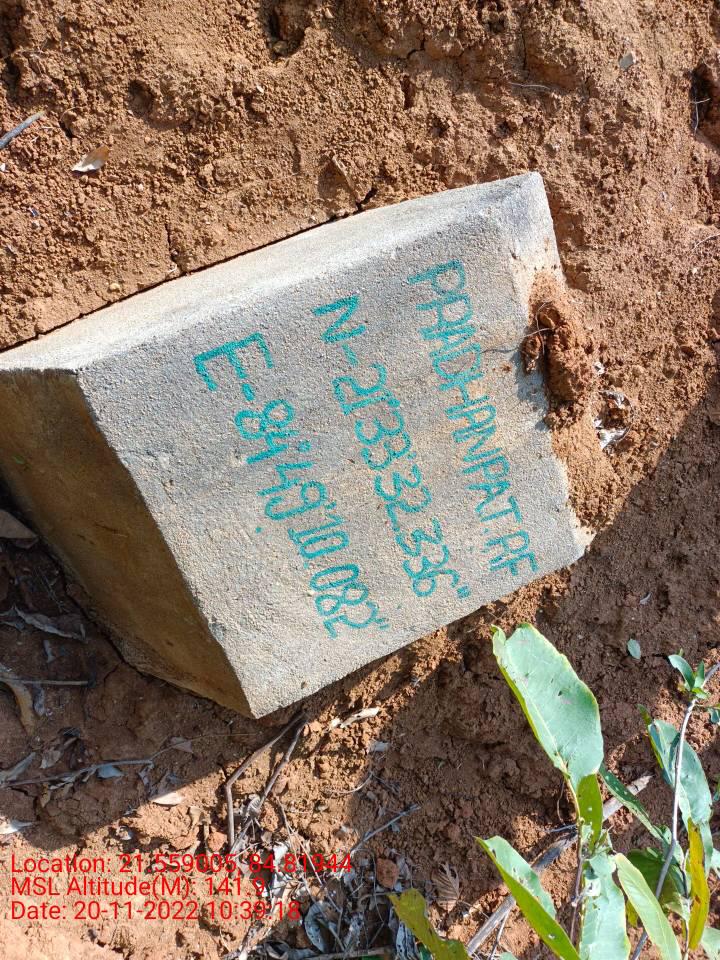 PRADHANPAT.RF
N-21°33'32.336"
E-84°49'10.082"
Location: 21.559005, 84.81944
MSL Altitude(M): 141.9
Date: 20-11-2022 10:39:18